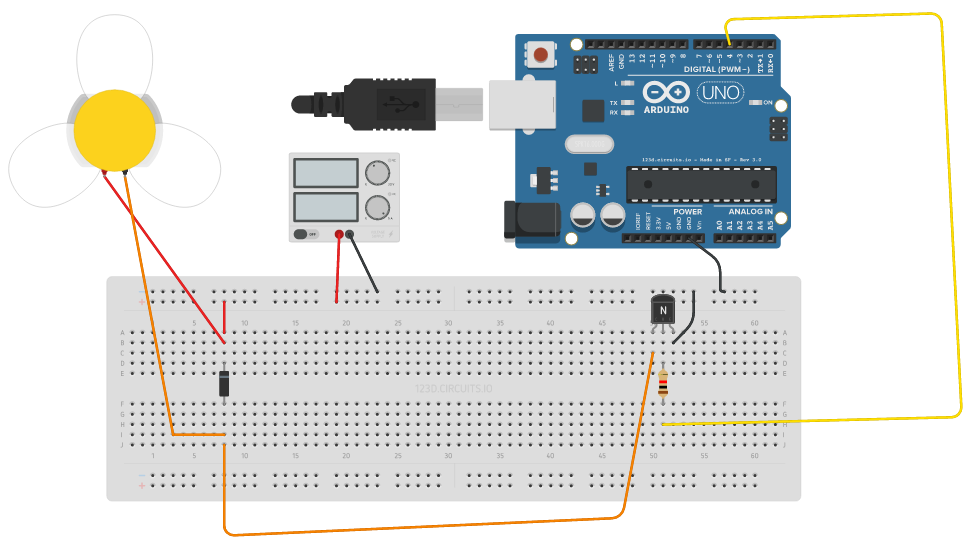 AREF
GND
13
12
~11
~10
~9
8
7
~6
~5
4
~3
2
TX→1
RX←0
DIGITAL (PWM~)
L
TX
RX
UNO
ARDUINO
ON
123d.circuits.io - Made in SF - Rev 3.0
POWER
ANALOG IN
IOREF
RESET
3.3V
5V
GND
GND
Vin
A0
A1
A2
A3
A4
A5
OFF
N
5 10 15 20 25 30 35 40 45 55 60
A A
B B
C C
D D
E E
123D.CIRCUITS.IO
F F
G G
H H
I I
J J
1 5 10 15 20 25 30 35 40 45 50 55 60